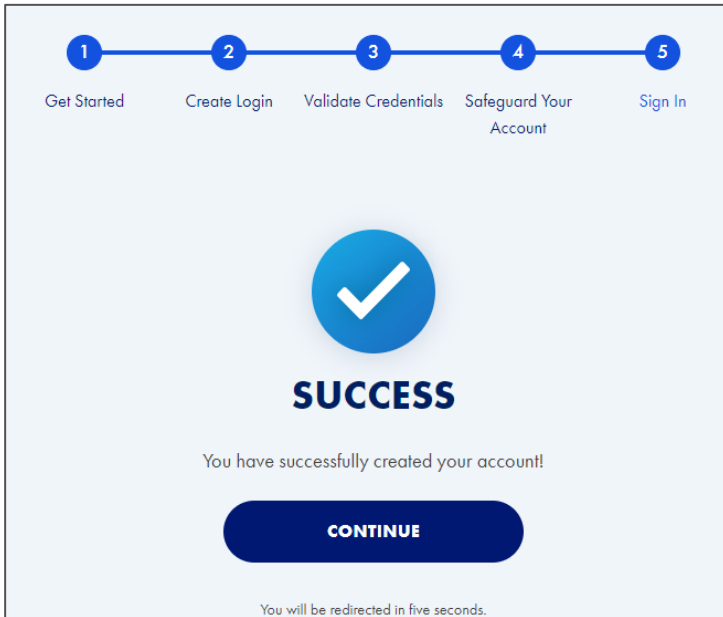 1 2 3 4 5
Get Started Create Login Validate Credentials Safeguard Your Sign In
Account
SUCCESS
You have successfully created your account!
CONTINUE
You will be redirected in five seconds.